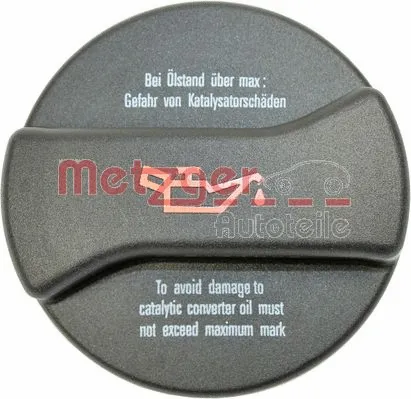 Bei Ölstand über max:
Gefahr von Katalysatorschäden
Metzger
Autoteile
To avoid damage to
catalytic converter oil must
not exceed maximum mark